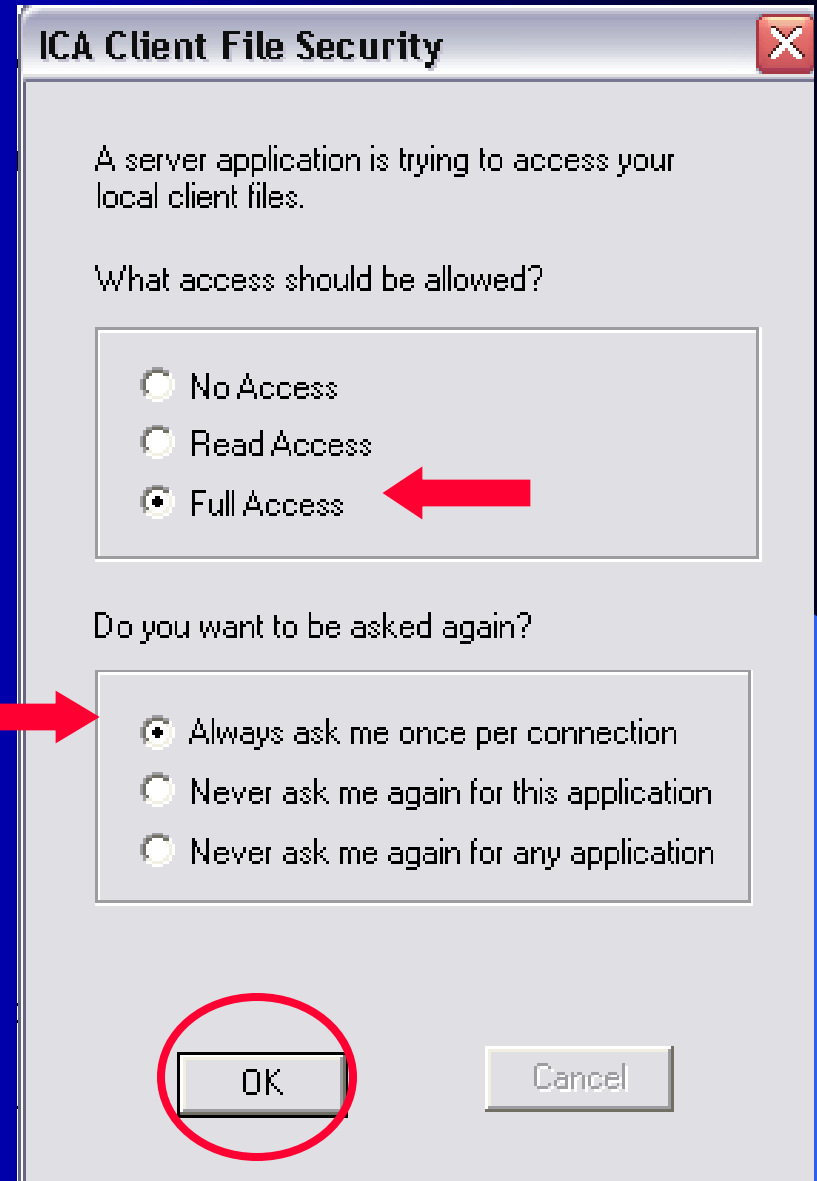 ICA Client File Security
A server application is trying to access your
local client files.
What access should be allowed?
No Access
Read Access
Full Access
Do you want to be asked again?
Always ask me once per connection
Never ask me again for this application
Never ask me again for any application
OK
Cancel